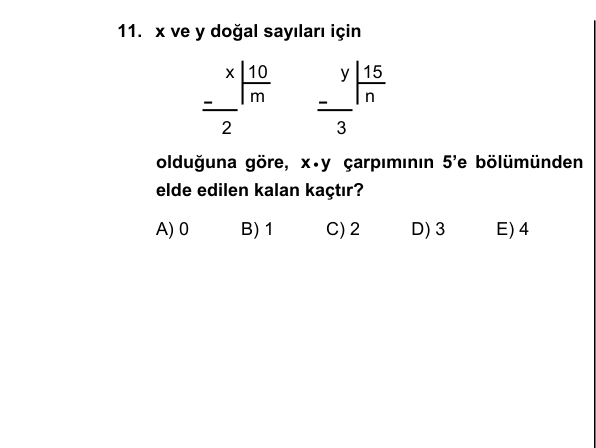 11. x ve y doğal sayıları için
x 10 y 15
– m – n
2 3
olduğuna göre, x•y çarpımının 5'e bölümünden
elde edilen kalan kaçtır?
A) 0 B) 1 C) 2 D) 3 E) 4